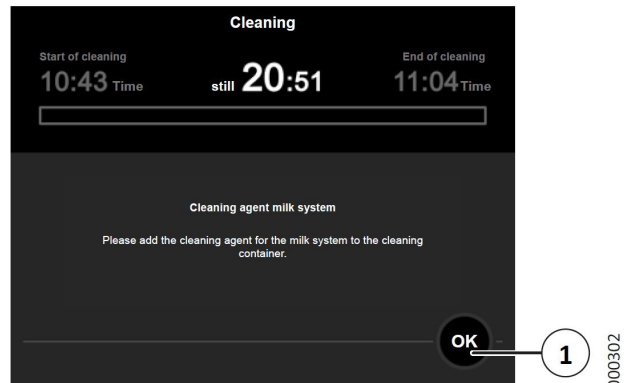 Cleaning
Start of cleaning
10:43 Time
still 20:51
End of cleaning
11:04 Time
Cleaning agent milk system
Please add the cleaning agent for the milk system to the cleaning
container.
OK
1
000302